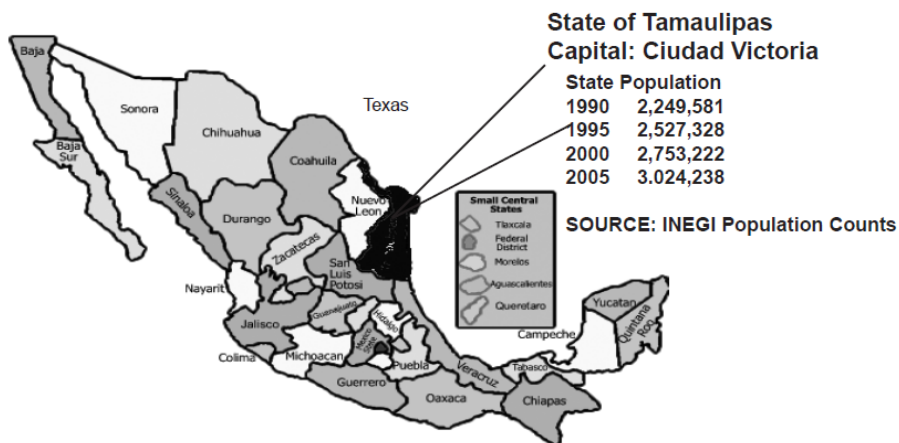 State of Tamaulipas
Capital: Ciudad Victoria
State Population
1990 2,249,581
1995 2,527,328
2000 2,753,222
2005 3.024,238
SOURCE: INEGI Population Counts
Texas
Baja
Sonora
Chihuahua
Baja
Sur
Coahuila
Sinaloa
Durango
Nuevo
Leon
Zacatecas
San
Luis
Potosi
Nayarit
Jalisco
Guanajuato
Hidalgo
Mexico
State
Colima
Michoacan
Puebla
Veracruz
Guerrero
Oaxaca
Tabasco
Chiapas
Campeche
Yucatan
Quintana
Roo
Small Central
States
Tlaxcala
Federal
District
Morelos
Aguascalientes
Queretaro